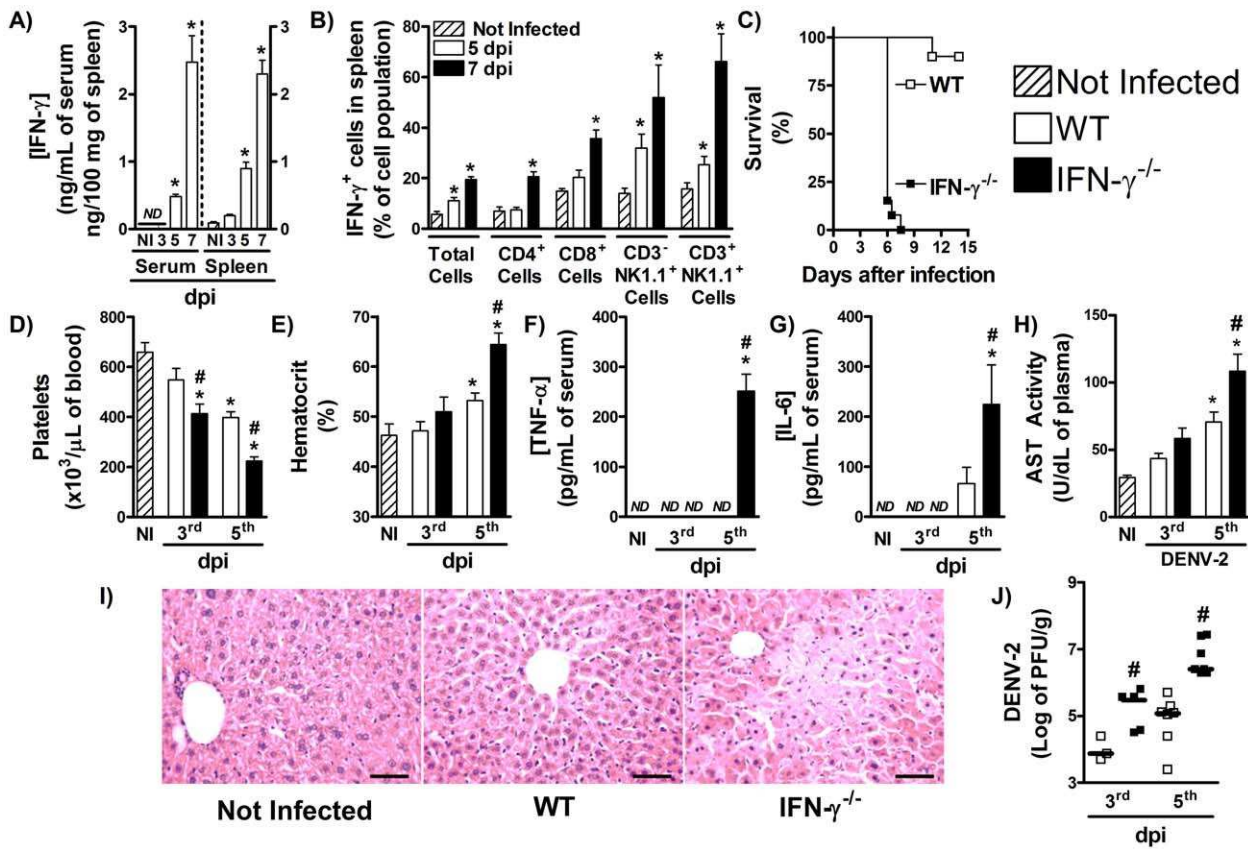 A)
[IFN-γ]
(ng/mL of serum
ng/100 mg of spleen)
3
2
1
0
ND
*
*
*
*
3
2
1
0
NI 3 5 7
NI 3 5 7
Serum
Spleen
dpi
B)
IFN-γ+ cells in spleen
(% of cell population)
80
60
40
20
0
Not Infected
5 dpi
7 dpi
*
*
*
*
*
*
*
*
Total
Cells
CD4+
Cells
CD8+
Cells
CD3-
NK1.1+
Cells
CD3+
NK1.1+
Cells
C)
Survival
(%)
100
75
50
25
0
WT
IFN-γ-/-
0 3 6 9 12 15
Days after infection
Not Infected
WT
IFN-γ-/-
D)
Platelets
(x10³/μL of blood)
800
600
400
200
0
#
*
*
#
*
NI
3rd
5th
dpi
E)
Hematocrit
(%)
70
60
50
40
30
*
#
*
NI
3rd
5th
dpi
F)
[TNF-α]
(pg/mL of serum)
400
300
200
100
0
ND
ND
ND
ND
#
*
NI
3rd
5th
dpi
G)
[IL-6]
(pg/mL of serum)
400
300
200
100
0
ND
ND
ND
#
*
NI
3rd
5th
dpi
H)
AST Activity
(U/dL of plasma)
150
100
50
0
*
#
*
NI
3rd
5th
DENV-2
I)
Not Infected
WT
IFN-γ-/-
J)
DENV-2
(Log of PFU/g)
9
7
5
3
#
#
3rd
5th
dpi